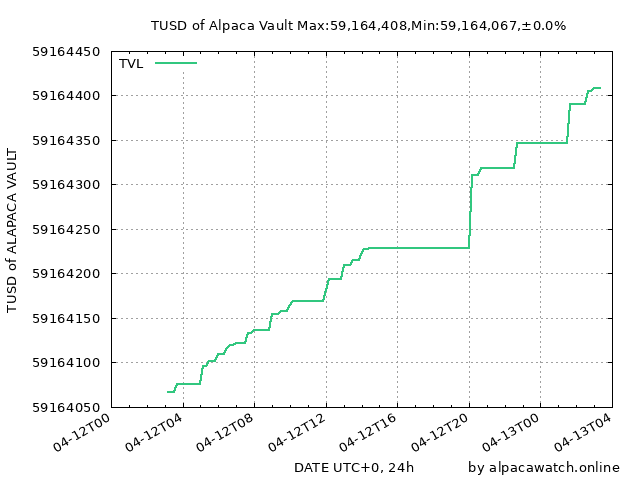 TUSD of Alpaca Vault Max:59,164,408,Min:59,164,067,±0.0%
TVL
59164450
59164400
59164350
59164300
59164250
59164200
59164150
59164100
59164050
TUSD of ALAPACA VAULT
04-12T00
04-12T04
04-12T08
04-12T12
04-12T16
04-12T20
04-13T00
04-13T04
DATE UTC+0, 24h
by alpacawatch.online